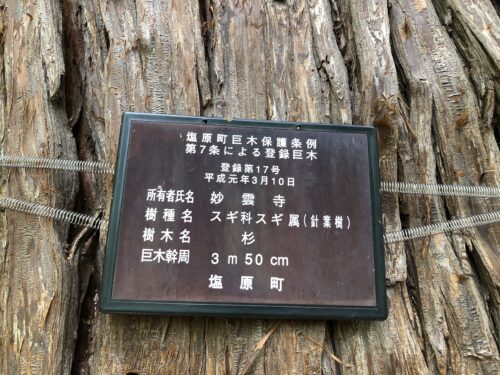 塩原町巨木保護条例
第7条による登録巨木
登録第17号
平成元年3月10日
所有者氏名 妙雲寺
樹種名 スギ科スギ属(針葉樹)
樹木名 杉
巨木幹周 3m50cm
塩原町